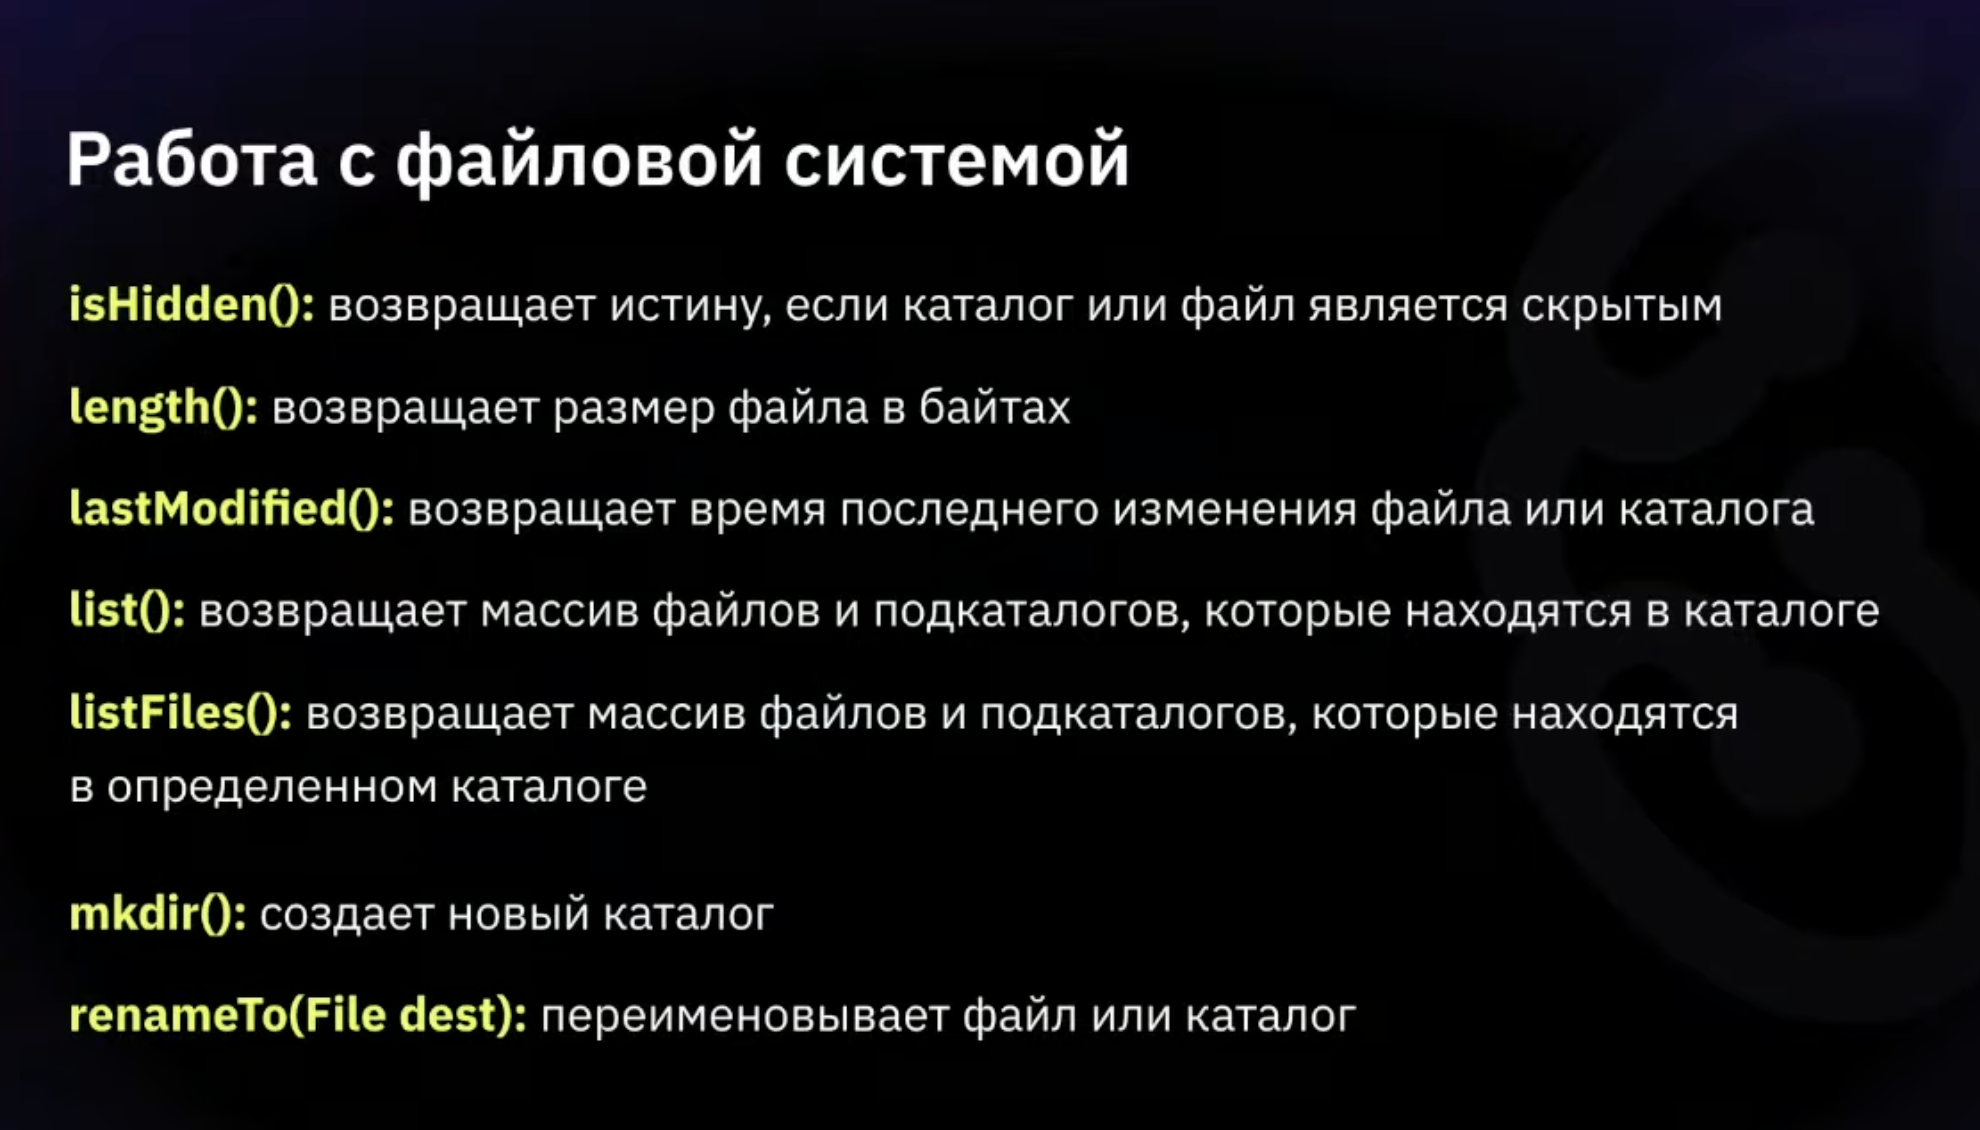 Работа с файловой системой
isHidden(): возвращает истину, если каталог или файл является скрытым
length(): возвращает размер файла в байтах
lastModified(): возвращает время последнего изменения файла или каталога
list(): возвращает массив файлов и подкаталогов, которые находятся в каталоге
listFiles(): возвращает массив файлов и подкаталогов, которые находятся
в определенном каталоге
mkdir(): создает новый каталог
renameTo(File dest): переименовывает файл или каталог